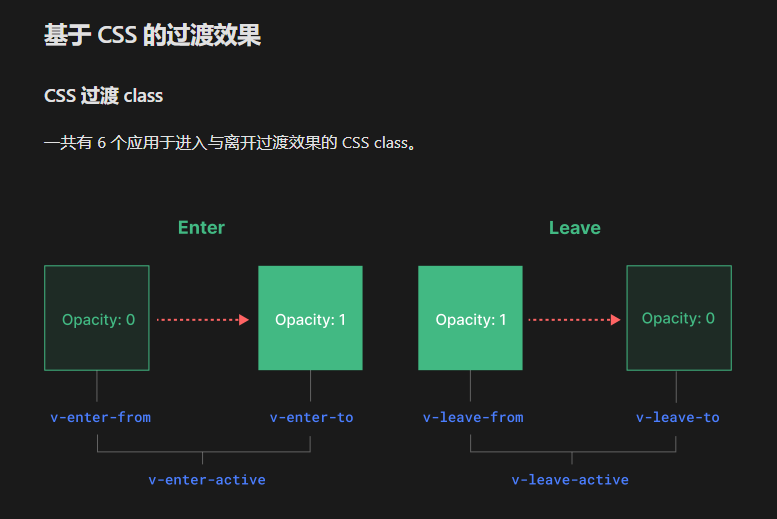 基于 CSS 的过渡效果
CSS 过渡 class
一共有 6 个应用于进入与离开过渡效果的 CSS class。
Enter
Leave
Opacity: 0
Opacity: 1
Opacity: 1
Opacity: 0
v-enter-from
v-enter-to
v-leave-from
v-leave-to
v-enter-active
v-leave-active